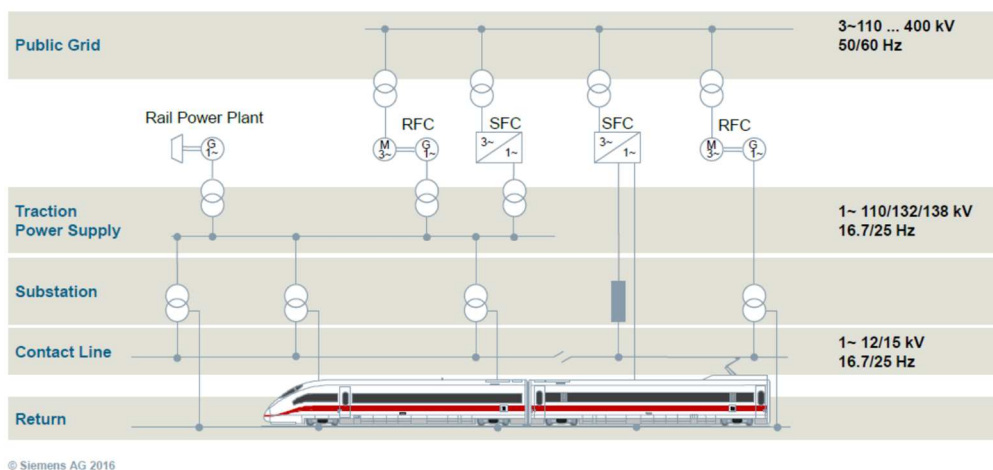 Public Grid
3~110 ... 400 kV
50/60 Hz
Rail Power Plant
RFC
SFC
SFC
RFC
G
1~
M
3~
G
1~
3~
1~
3~
1~
M
3~
G
1~
Traction
Power Supply
1~ 110/132/138 kV
16.7/25 Hz
Substation
Contact Line
1~ 12/15 kV
16.7/25 Hz
Return
© Siemens AG 2016